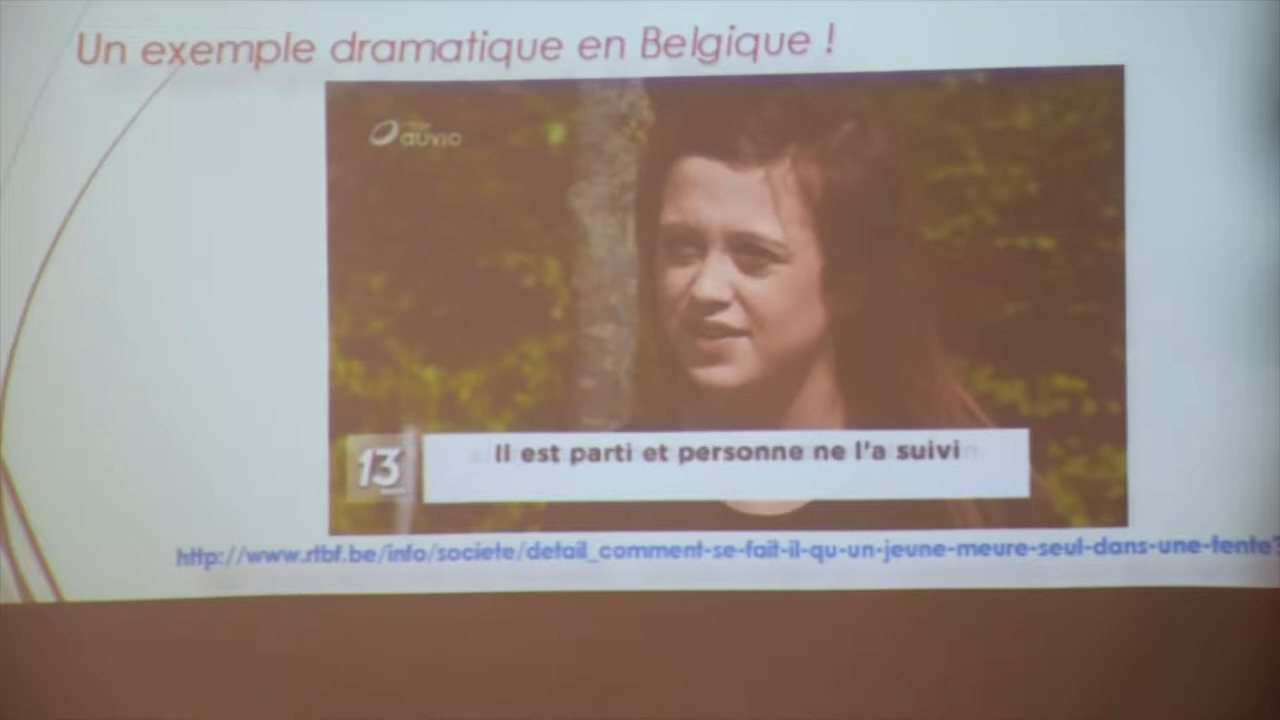 Un exemple dramatique en Belgique !
auvio
13
Il est parti et personne ne l'a suivi
http://www.rtbf.be/info/societe/detail_comment-se-fait-il-qu-un-jeune-meure-seul-dans-une-tente?